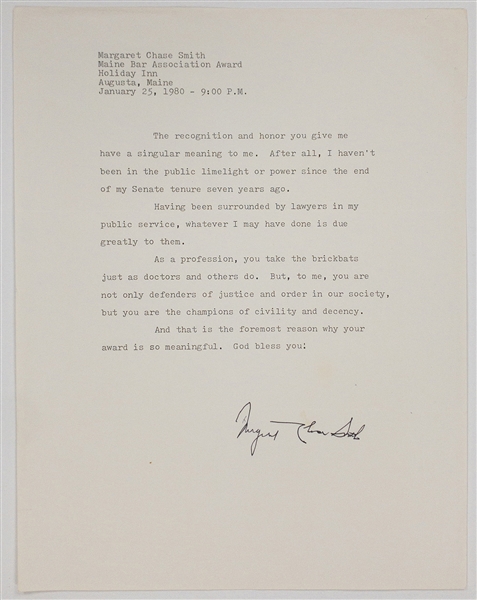 Margaret Chase Smith
Maine Bar Association Award
Holiday Inn
Augusta, Maine
January 25, 1980 - 9:00 P.M.
The recognition and honor you give me
have a singular meaning to me. After all, I haven't
been in the public limelight or power since the end
of my Senate tenure seven years ago.
Having been surrounded by lawyers in my
public service, whatever I may have done is due
greatly to them.
As a profession, you take the brickbats
just as doctors and others do. But, to me, you are
not only defenders of justice and order in our society,
but you are the champions of civility and decency.
And that is the foremost reason why your
award is so meaningful. God bless you!
Margaret Chase Smith